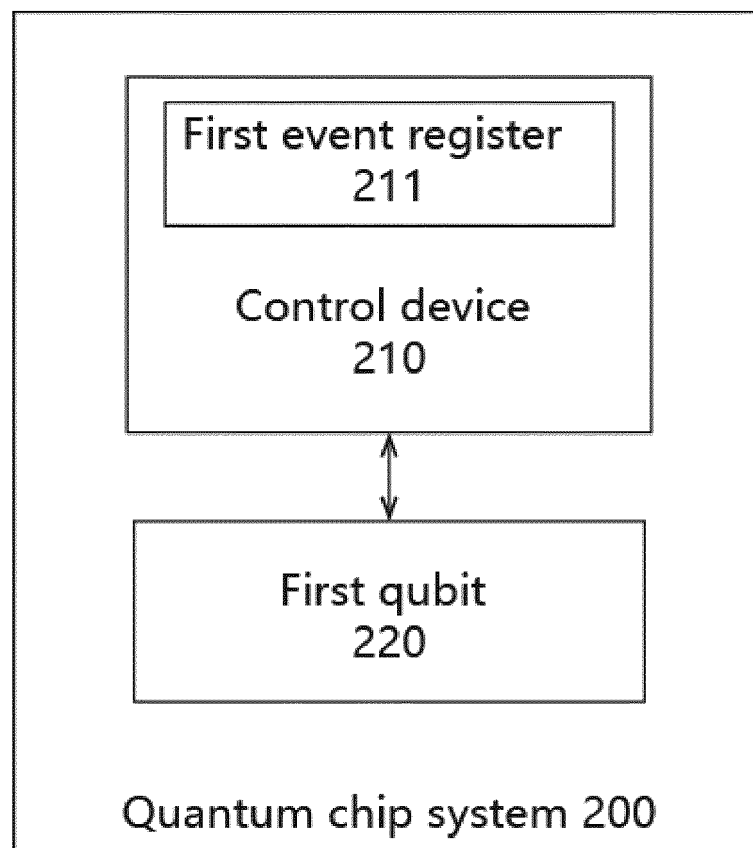 First event register
211
Control device
210
First qubit
220
Quantum chip system 200